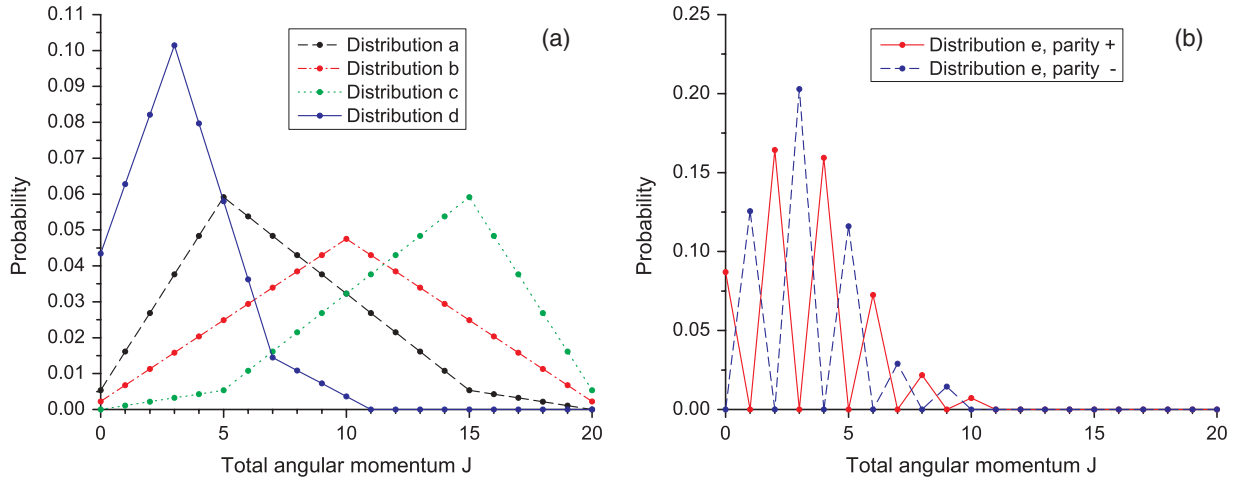 (a)
Distribution a
Distribution b
Distribution c
Distribution d
Probability
0.11
0.10
0.09
0.08
0.07
0.06
0.05
0.04
0.03
0.02
0.01
0.00
0 5 10 15 20
Total angular momentum J
(b)
Distribution e, parity +
Distribution e, parity -
Probability
0.25
0.20
0.15
0.10
0.05
0.00
0 5 10 15 20
Total angular momentum J